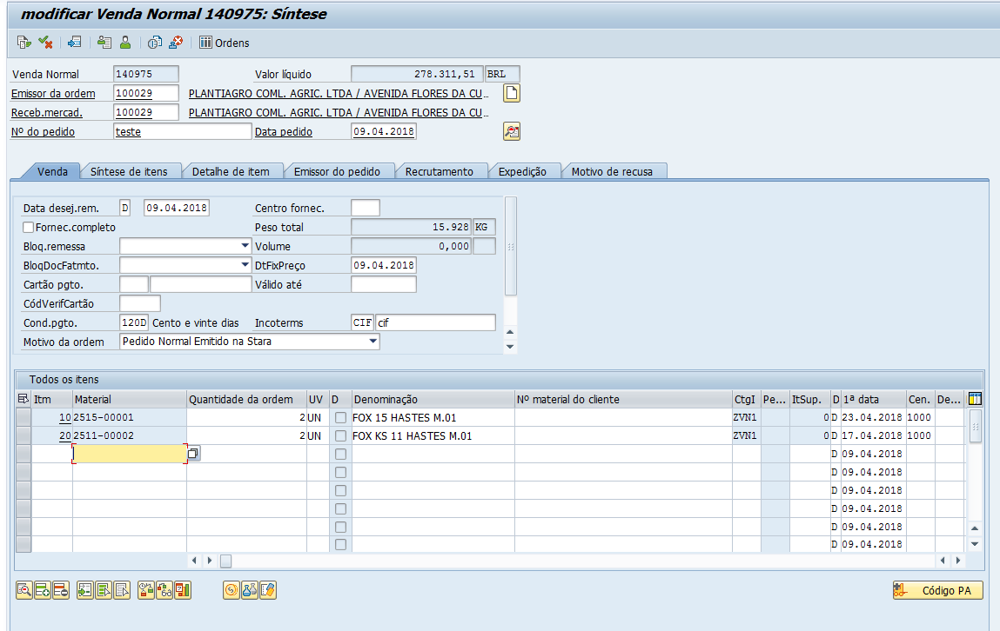 modificar Venda Normal 140975: Síntese
Ordens
Venda Normal 140975 Valor líquido 278.311,51 BRL
Emissor da ordem 100029 PLANTIAGRO COML. AGRIC. LTDA / AVENIDA FLORES DA CU...
Receb.mercad. 100029 PLANTIAGRO COML. AGRIC. LTDA / AVENIDA FLORES DA CU...
Nº do pedido teste Data pedido 09.04.2018
Venda Síntese de itens Detalhe de item Emissor do pedido Recrutamento Expedição Motivo de recusa
Data desej.rem. D 09.04.2018 Centro fornec.
Fornec.completo Peso total 15.928 KG
Bloq.remessa Volume 0,000
BloqDocFatmto. DtFixPreço 09.04.2018
Cartão pgto. Válido até
CódVerifCartão
Cond.pgto. 120D Cento e vinte dias Incoterms CIF cif
Motivo da ordem Pedido Normal Emitido na Stara
Todos os itens
Itm Material Quantidade da ordem UV D Denominação Nº material do cliente CtgI Pe... ItSup. D 1ª data Cen. De...
10 2515-00001 2 UN FOX 15 HASTES M.01 ZVN1 0 D 23.04.2018 1000
20 2511-00002 2 UN FOX KS 11 HASTES M.01 ZVN1 0 D 17.04.2018 1000
D 09.04.2018
D 09.04.2018
D 09.04.2018
D 09.04.2018
D 09.04.2018
D 09.04.2018
Código PA